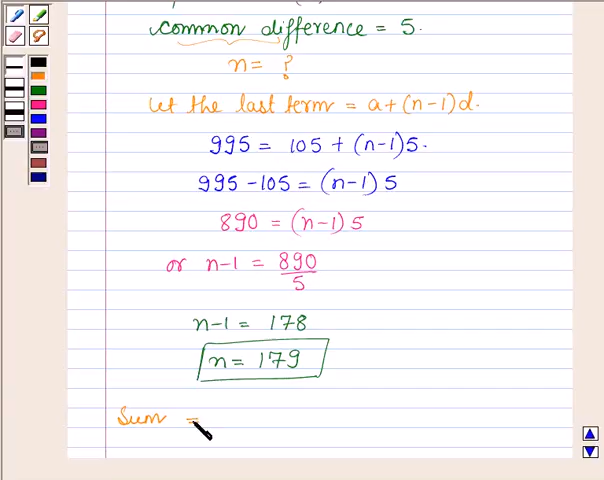 common difference = 5.
n = ?
Let the last term = a + (n-1)d.
995 = 105 + (n-1)5.
995 - 105 = (n-1) 5
890 = (n-1) 5
or n-1 = 890/5
n-1 = 178
n = 179
Sum =